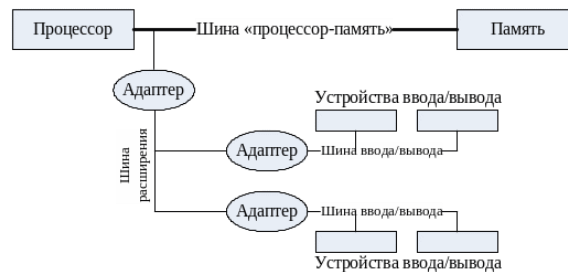 Процессор
Шина «процессор-память»
Память
Адаптер
Устройства ввода/вывода
Шина
расширения
Адаптер
Шина ввода/вывода
Адаптер
Шина ввода/вывода
Устройства ввода/вывода